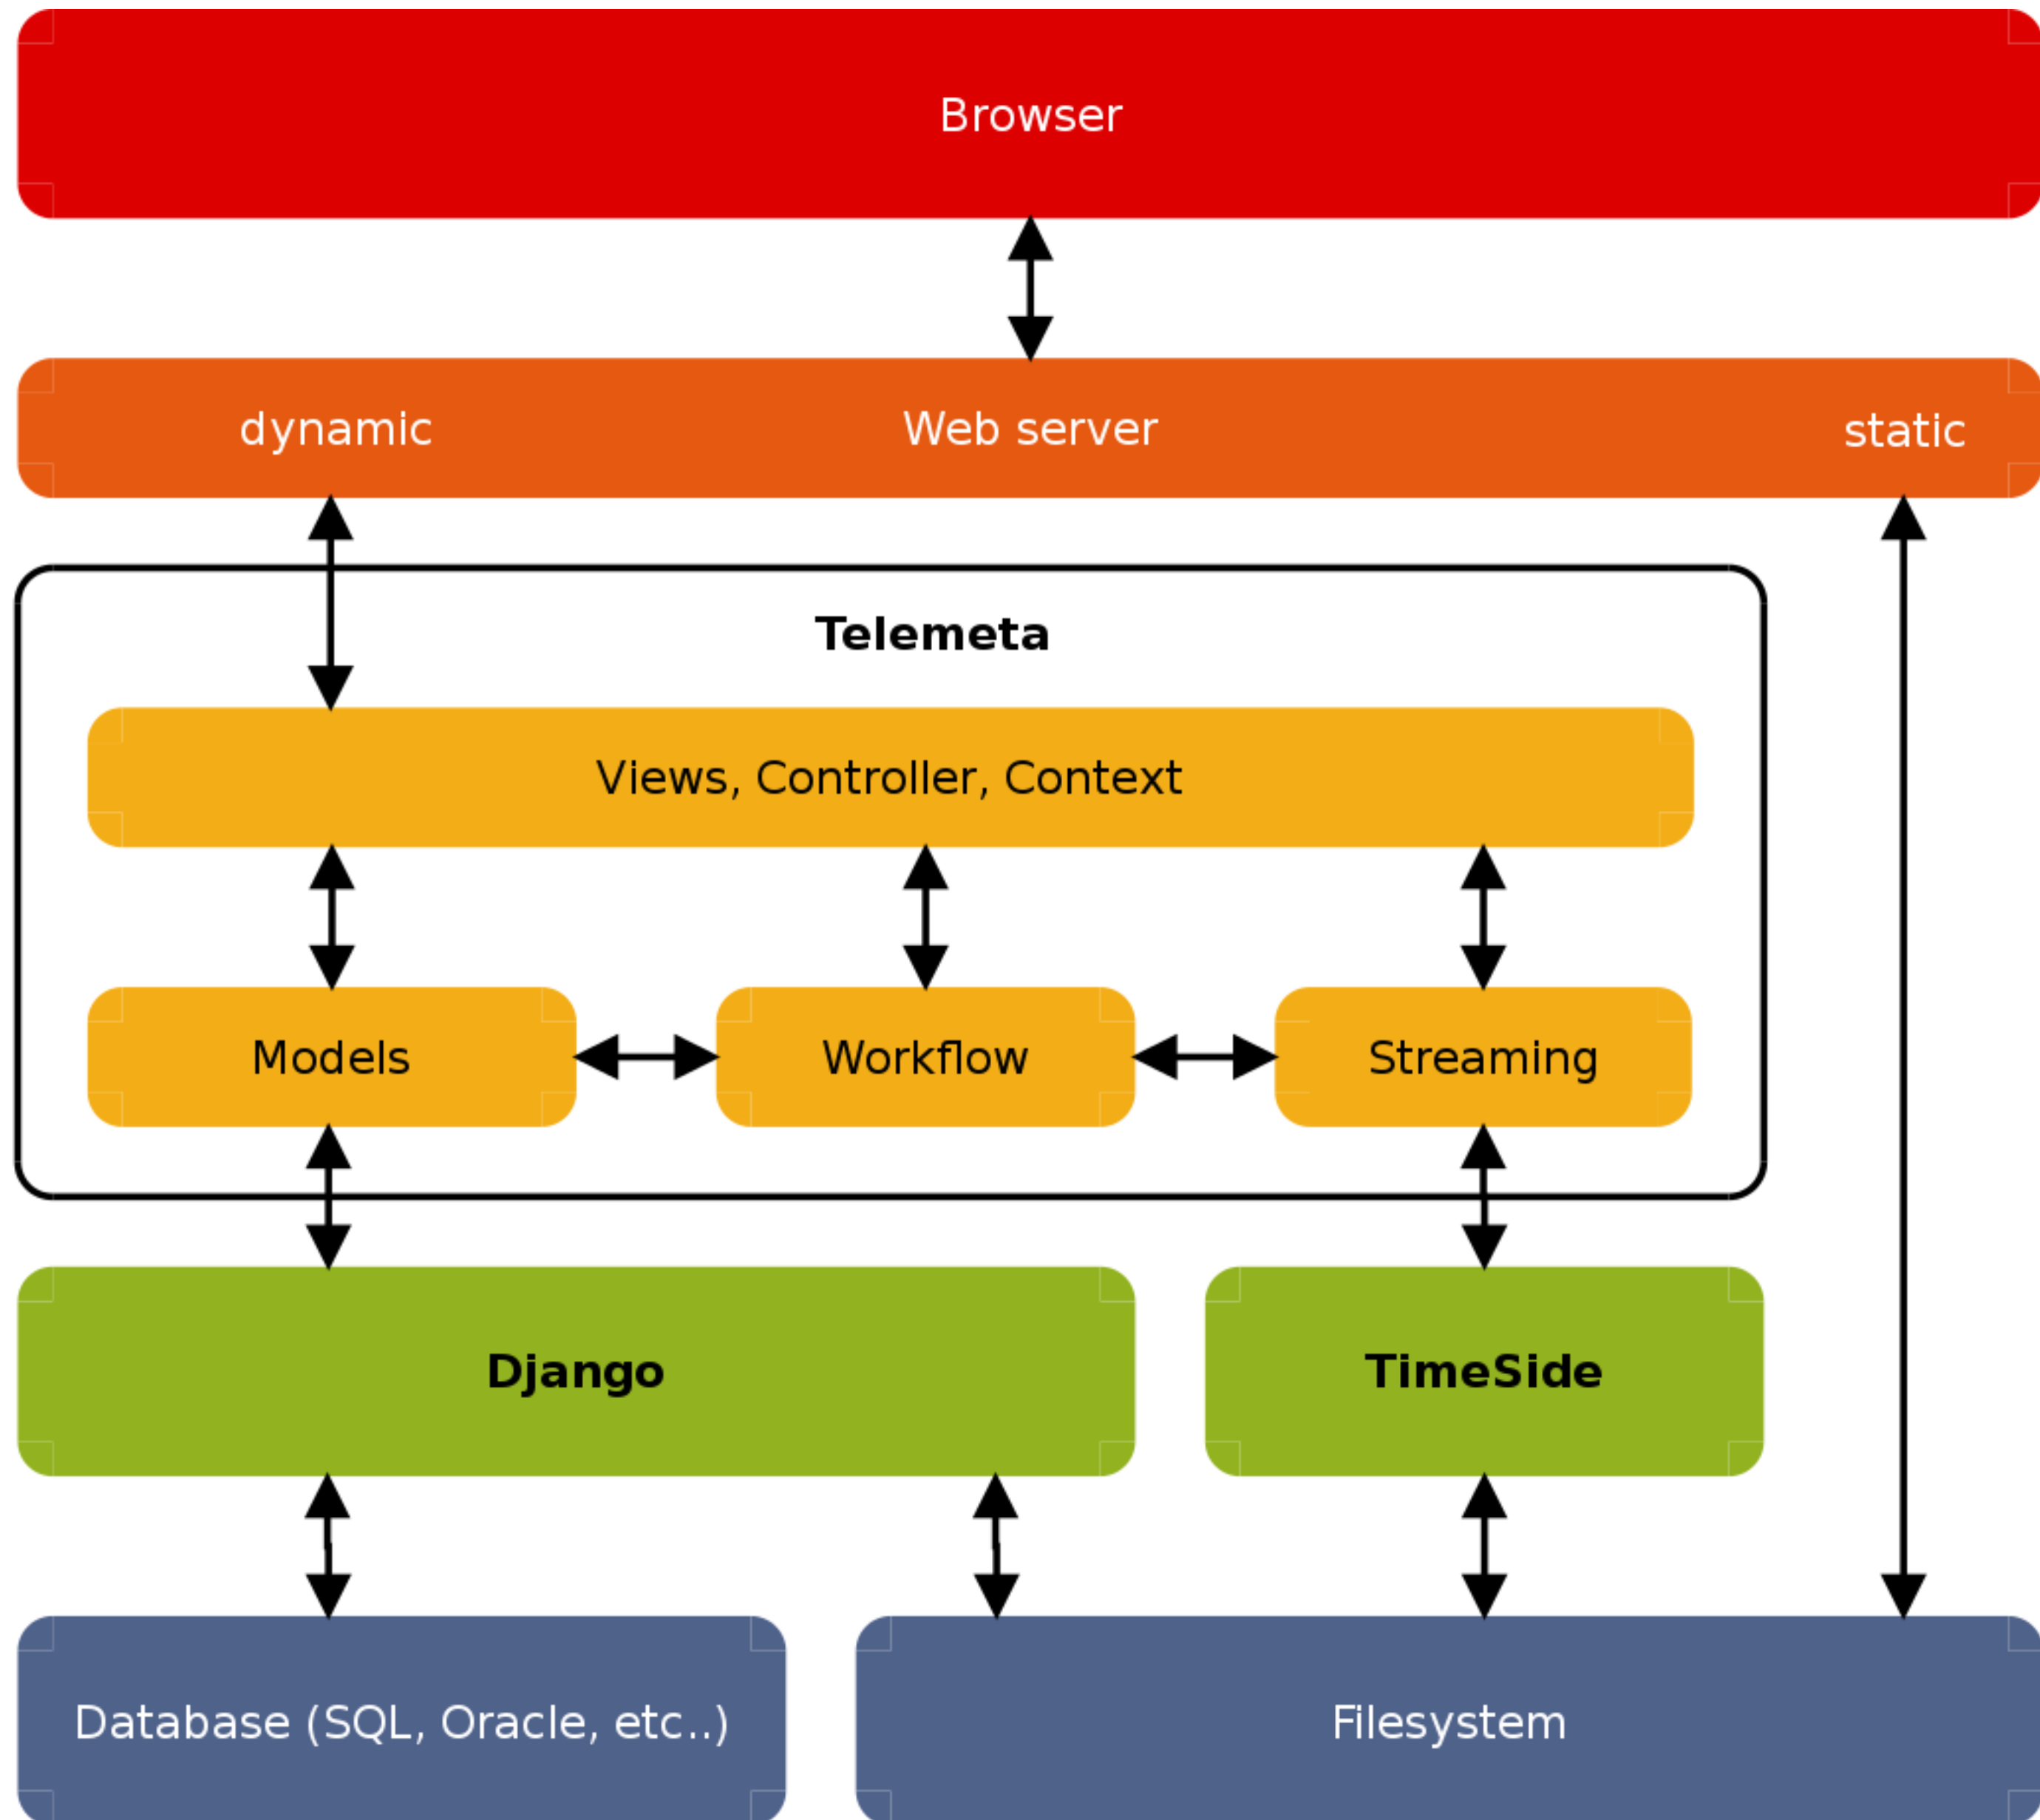 Browser
dynamic Web server static
Telemeta
Views, Controller, Context
Models Workflow Streaming
Django TimeSide
Database (SQL, Oracle, etc..) Filesystem